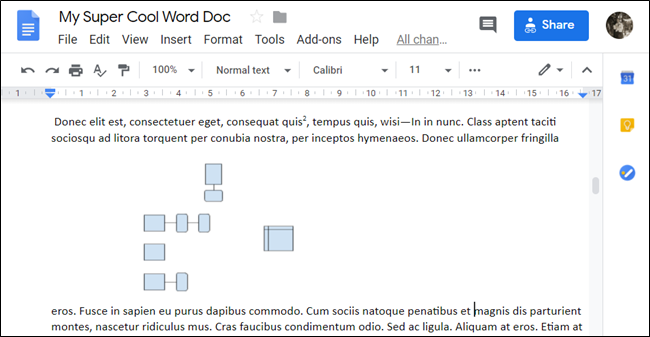 My Super Cool Word Doc
File Edit View Insert Format Tools Add-ons Help All chan...
Share
100% Normal text Calibri 11
1 1 2 3 4 5 6 7 8 9 10 11 12 13 14 15 16 17
31
Donec elit est, consectetuer eget, consequat quis², tempus quis, wisi—In in nunc. Class aptent taciti
sociosqu ad litora torquent per conubia nostra, per inceptos hymenaeos. Donec ullamcorper fringilla
eros. Fusce in sapien eu purus dapibus commodo. Cum sociis natoque penatibus et magnis dis parturient
montes, nascetur ridiculus mus. Cras faucibus condimentum odio. Sed ac ligula. Aliquam at eros. Etiam at